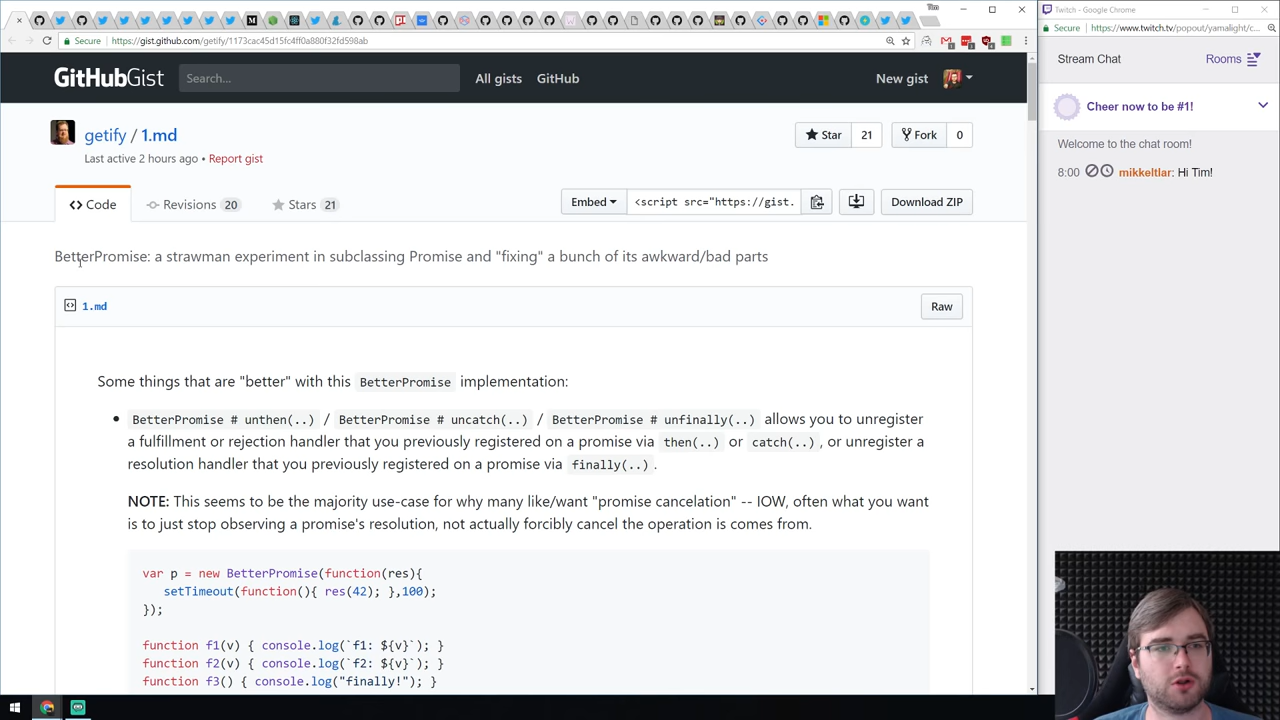 Secure
https://gist.github.com/getify/1173cac45d15fc4ff0a880f32fd598ab
GitHubGist
Search...
All gists
GitHub
New gist
getify / 1.md
Last active 2 hours ago • Report gist
Star 21
Fork 0
<> Code
Revisions 20
Stars 21
Embed
<script src="https://gist.
Download ZIP
BetterPromise: a strawman experiment in subclassing Promise and "fixing" a bunch of its awkward/bad parts
1.md
Raw
Some things that are "better" with this BetterPromise implementation:
• BetterPromise # unthen(..) / BetterPromise # uncatch(..) / BetterPromise # unfinally(..) allows you to unregister
a fulfillment or rejection handler that you previously registered on a promise via then(..) or catch(..), or unregister a
resolution handler that you previously registered on a promise via finally(..).
NOTE: This seems to be the majority use-case for why many like/want "promise cancelation" -- IOW, often what you want
is to just stop observing a promise's resolution, not actually forcibly cancel the operation is comes from.
var p = new BetterPromise(function(res){
setTimeout(function(){ res(42); },100);
});
function f1(v) { console.log(`f1: ${v}`); }
function f2(v) { console.log(`f2: ${v}`); }
function f3() { console.log("finally!"); }
Twitch - Google Chrome
Secure
https://www.twitch.tv/popout/yamalight/c...
Stream Chat
Rooms
Cheer now to be #1!
Welcome to the chat room!
8:00 mikkeltlar: Hi Tim!